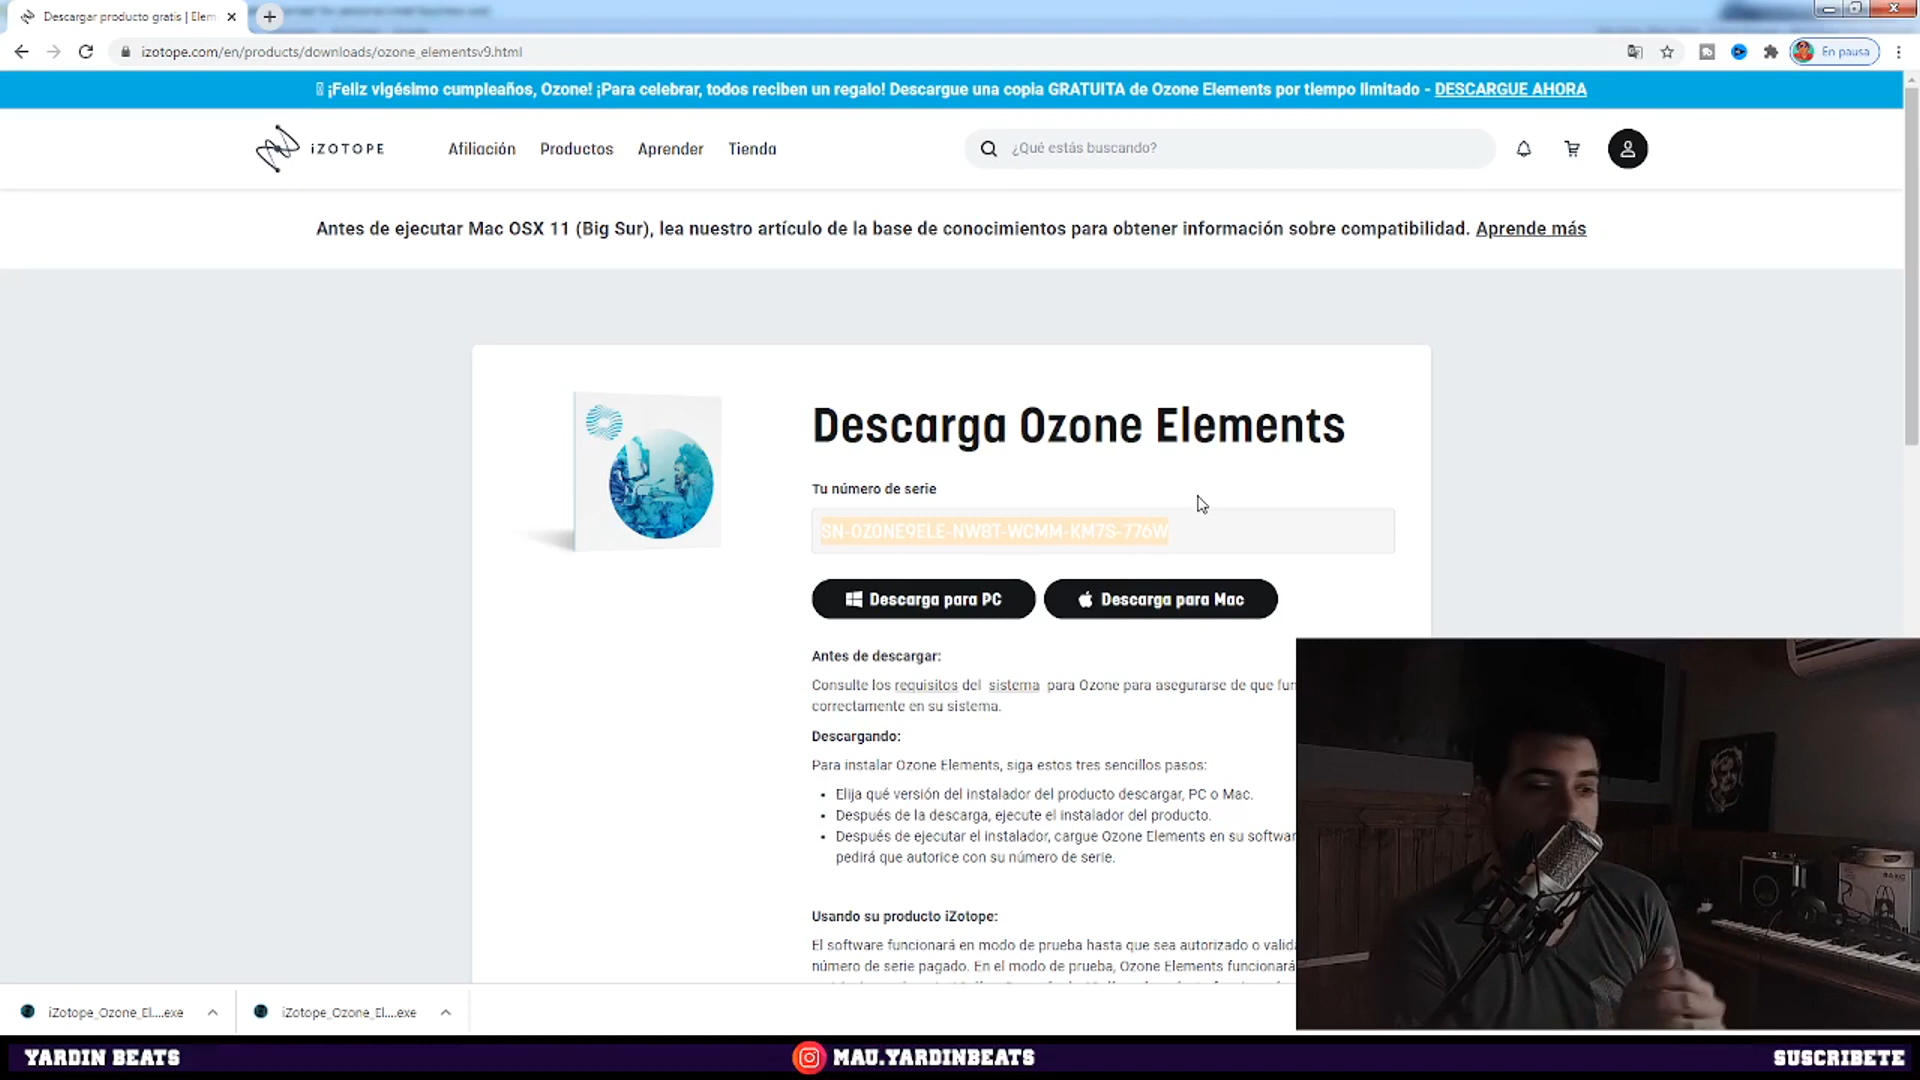 Descargar producto gratis | Elem
izotope.com/en/products/downloads/ozone_elementsv9.html
En pausa
¡Feliz vigésimo cumpleaños, Ozone! ¡Para celebrar, todos reciben un regalo! Descargue una copia GRATUITA de Ozone Elements por tiempo limitado - DESCARGUE AHORA
iZOTOPE
Afiliación Productos Aprender Tienda
¿Qué estás buscando?
Antes de ejecutar Mac OSX 11 (Big Sur), lea nuestro artículo de la base de conocimientos para obtener información sobre compatibilidad. Aprende más
Descarga Ozone Elements
Tu número de serie
SN-OZONE9ELE-NWBT-WCMM-KM7S-776W
Descarga para PC Descarga para Mac
Antes de descargar:
Consulte los requisitos del sistema para Ozone para asegurarse de que fun
correctamente en su sistema.
Descargando:
Para instalar Ozone Elements, siga estos tres sencillos pasos:
• Elija qué versión del instalador del producto descargar, PC o Mac.
• Después de la descarga, ejecute el instalador del producto.
• Después de ejecutar el instalador, cargue Ozone Elements en su softwar
pedirá que autorice con su número de serie.
Usando su producto iZotope:
El software funcionará en modo de prueba hasta que sea autorizado o valida
número de serie pagado. En el modo de prueba, Ozone Elements funcionará
iZotope_Ozone_El....exe iZotope_Ozone_El....exe
YARDIN BEATS MAU.YARDINBEATS SUSCRIBETE